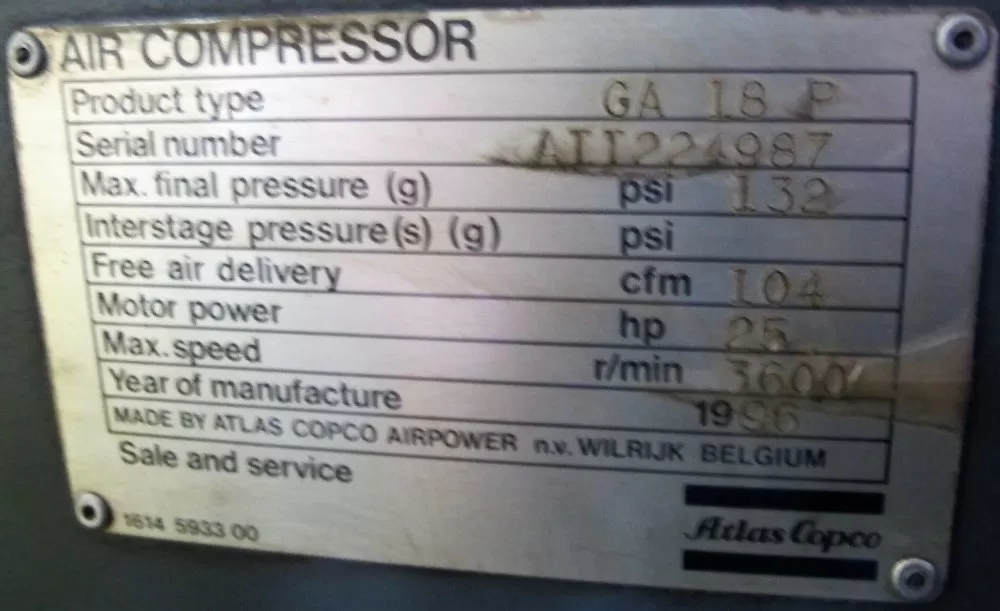 AIR COMPRESSOR
Product type GA 18 P
Serial number AII224987
Max. final pressure (g) psi 132
Interstage pressure(s) (g) psi
Free air delivery cfm 104
Motor power hp 25
Max. speed r/min 3600
Year of manufacture 1996
MADE BY ATLAS COPCO AIRPOWER n.v. WILRIJK BELGIUM
Sale and service
Atlas Copco
1614 5933 00